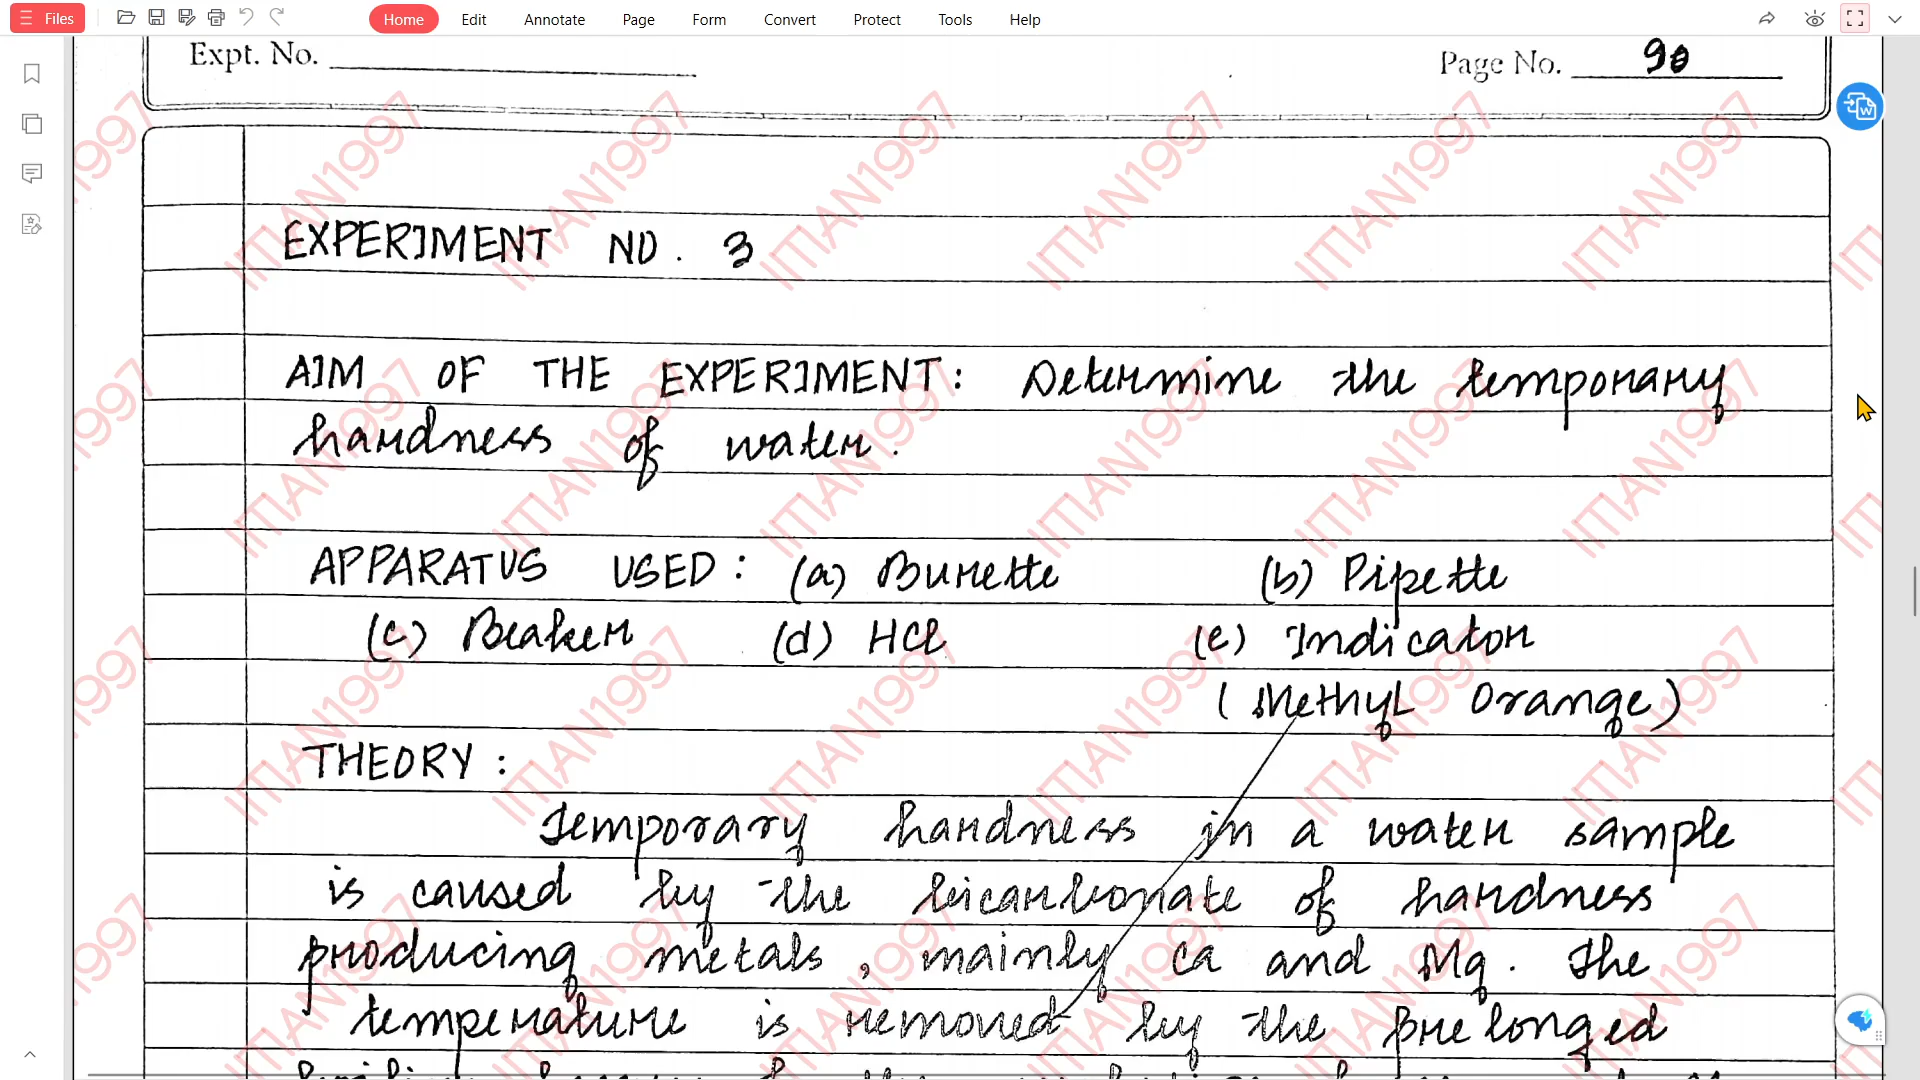 Files Home Edit Annotate Page Form Convert Protect Tools Help
Expt. No. Page No. 90
EXPERIMENT NO. 3
AIM OF THE EXPERIMENT: Determine the temporary
hardness of water.
APPARATUS USED: (a) Burette (b) Pipette
(c) Beaker (d) HCl (e) Indicator
(Methyl Orange)
THEORY:
Temporary hardness in a water sample
is caused by the bicarbonate of hardness
producing metals, mainly ca and Mg. The
temperature is removed by the prelonged
IMAN1997